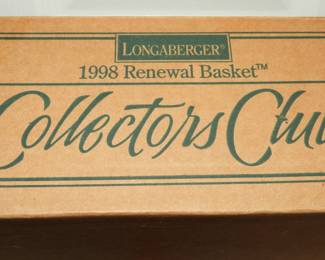 LONGABERGER®
1998 Renewal Basket™
Collectors Clu